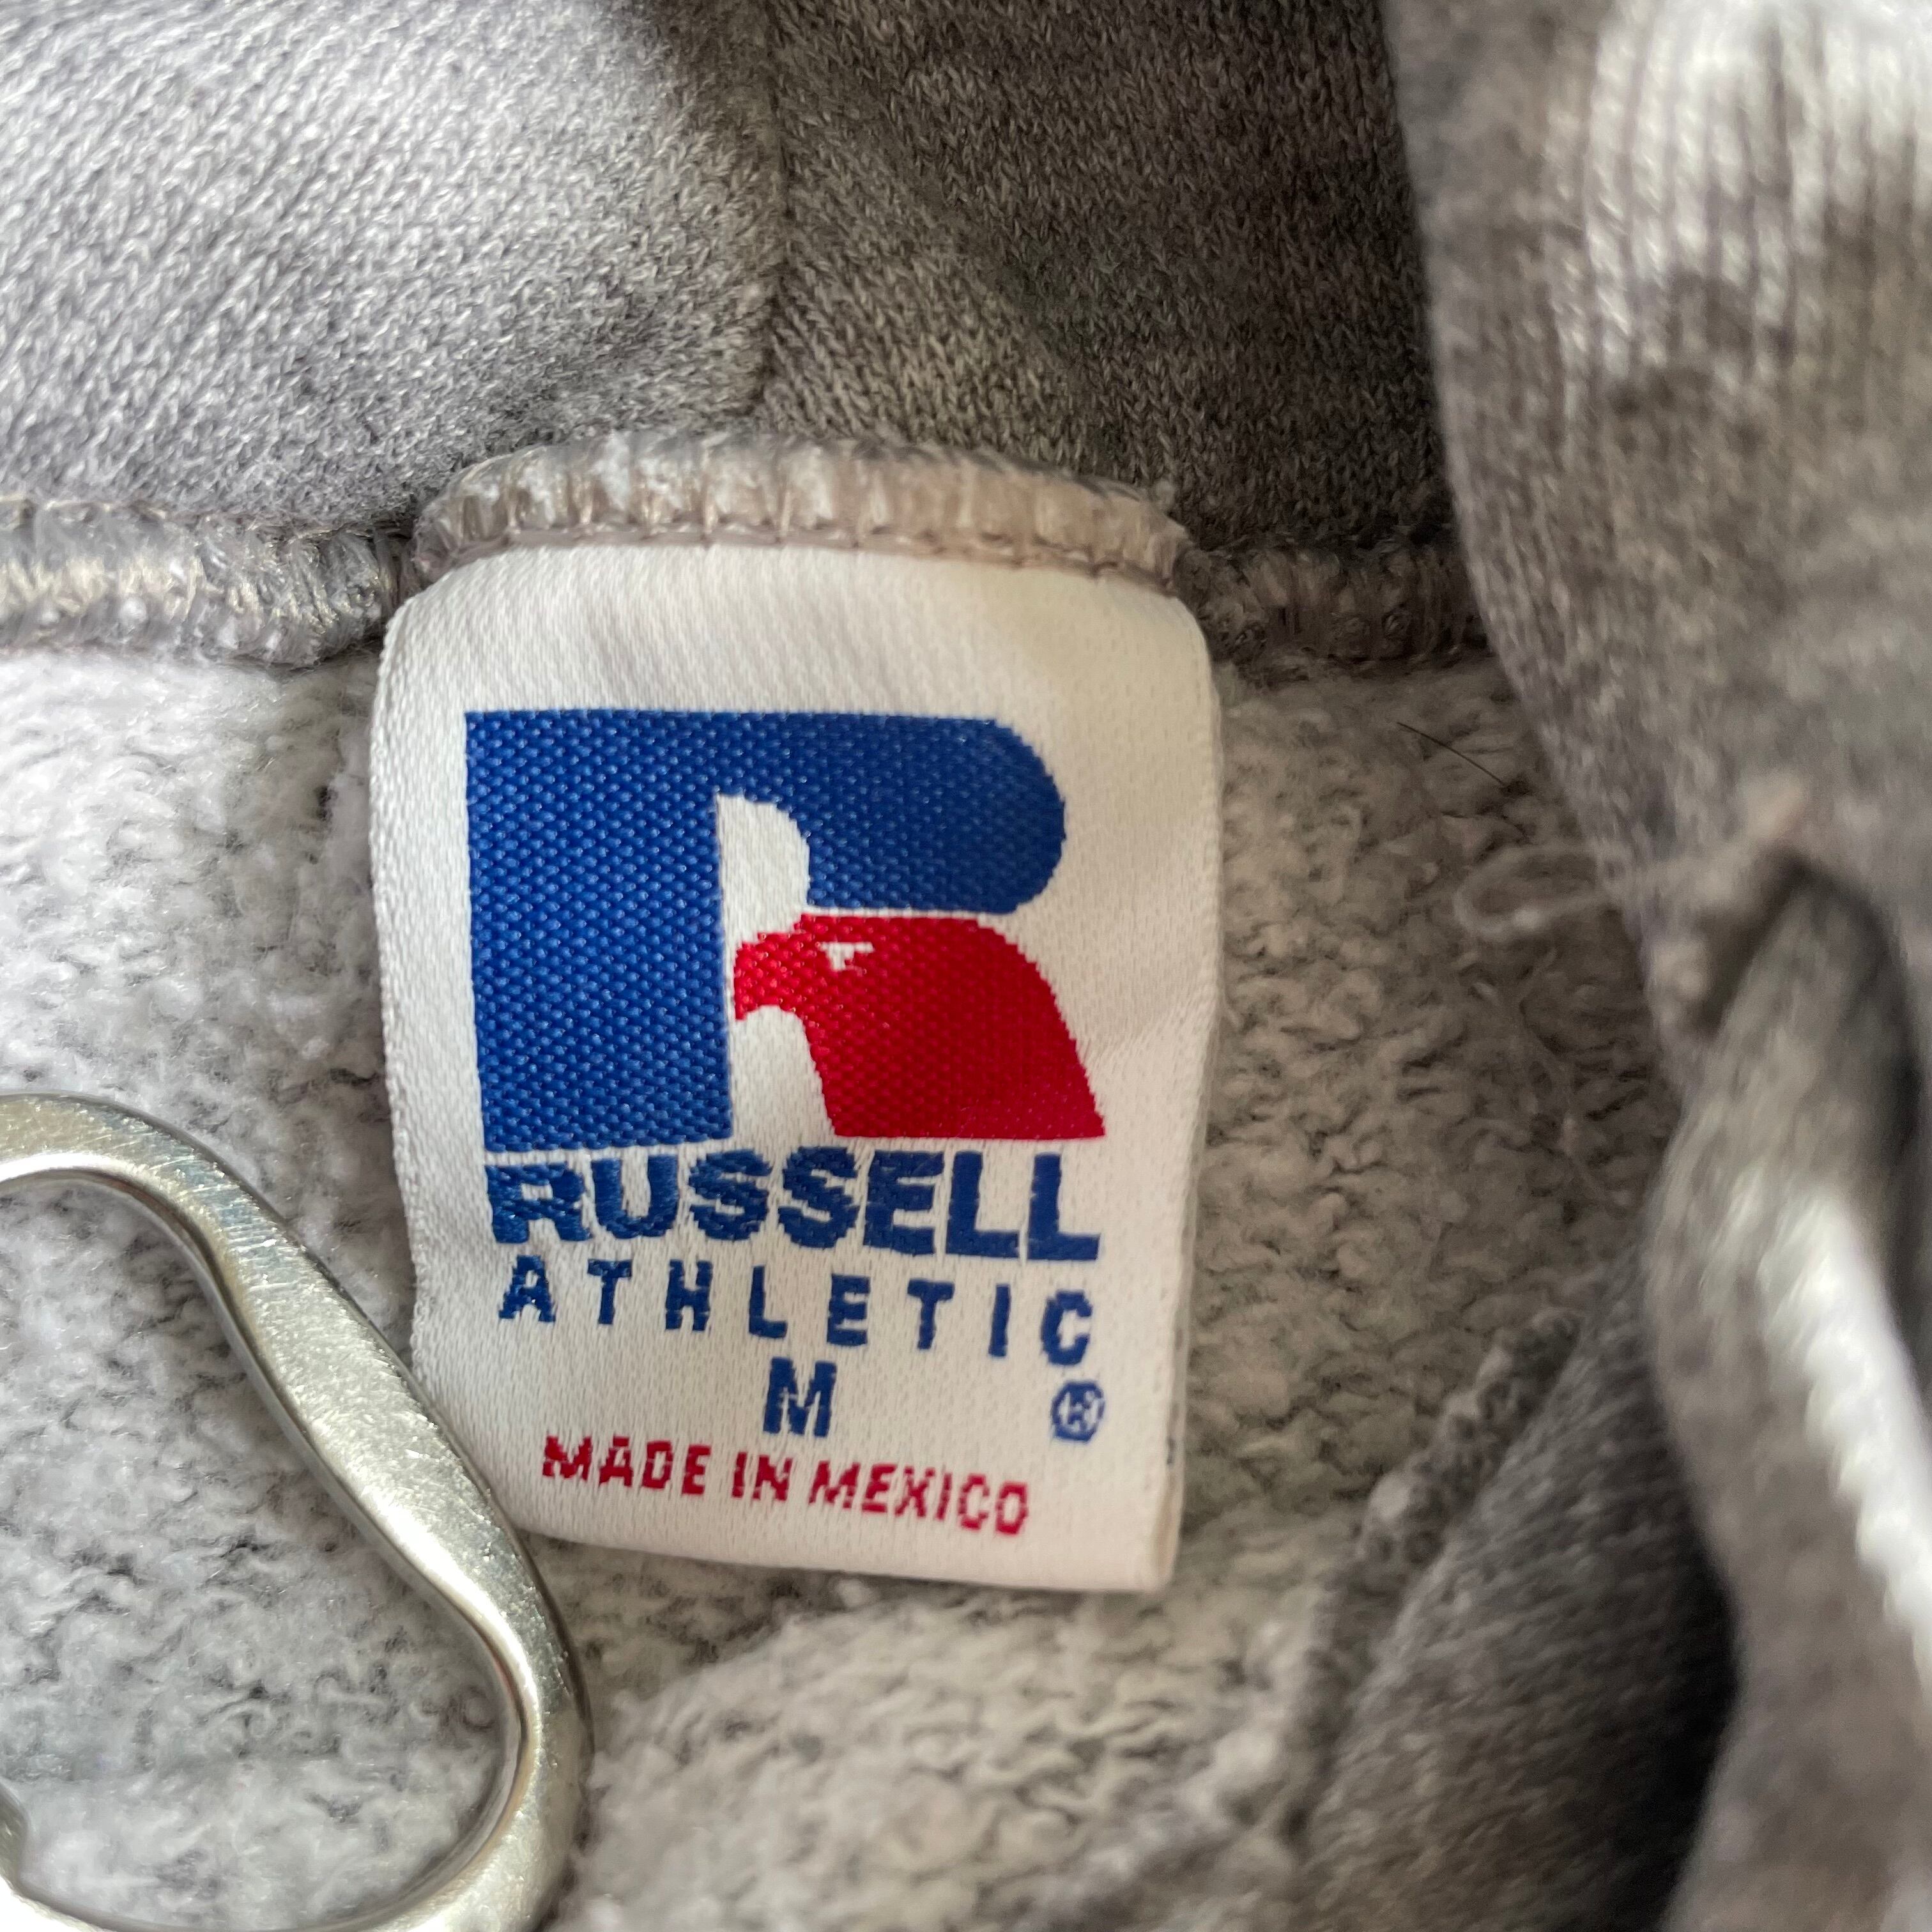 RUSSELL
ATHLETIC
M ®
MADE IN MEXICO